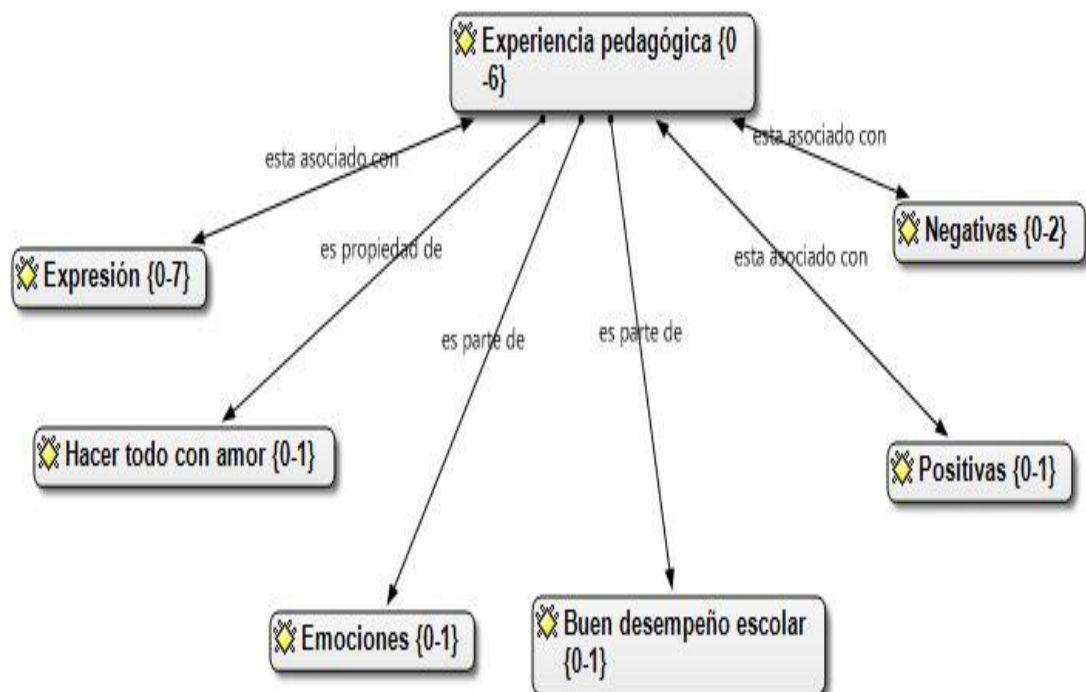 Experiencia pedagógica {0
-6}
esta asociado con
esta asociado con
Negativas {0-2}
es propiedad de
esta asociado con
Expresión {0-7}
es parte de
es parte de
Hacer todo con amor {0-1}
Positivas {0-1}
Emociones {0-1}
Buen desempeño escolar
{0-1}